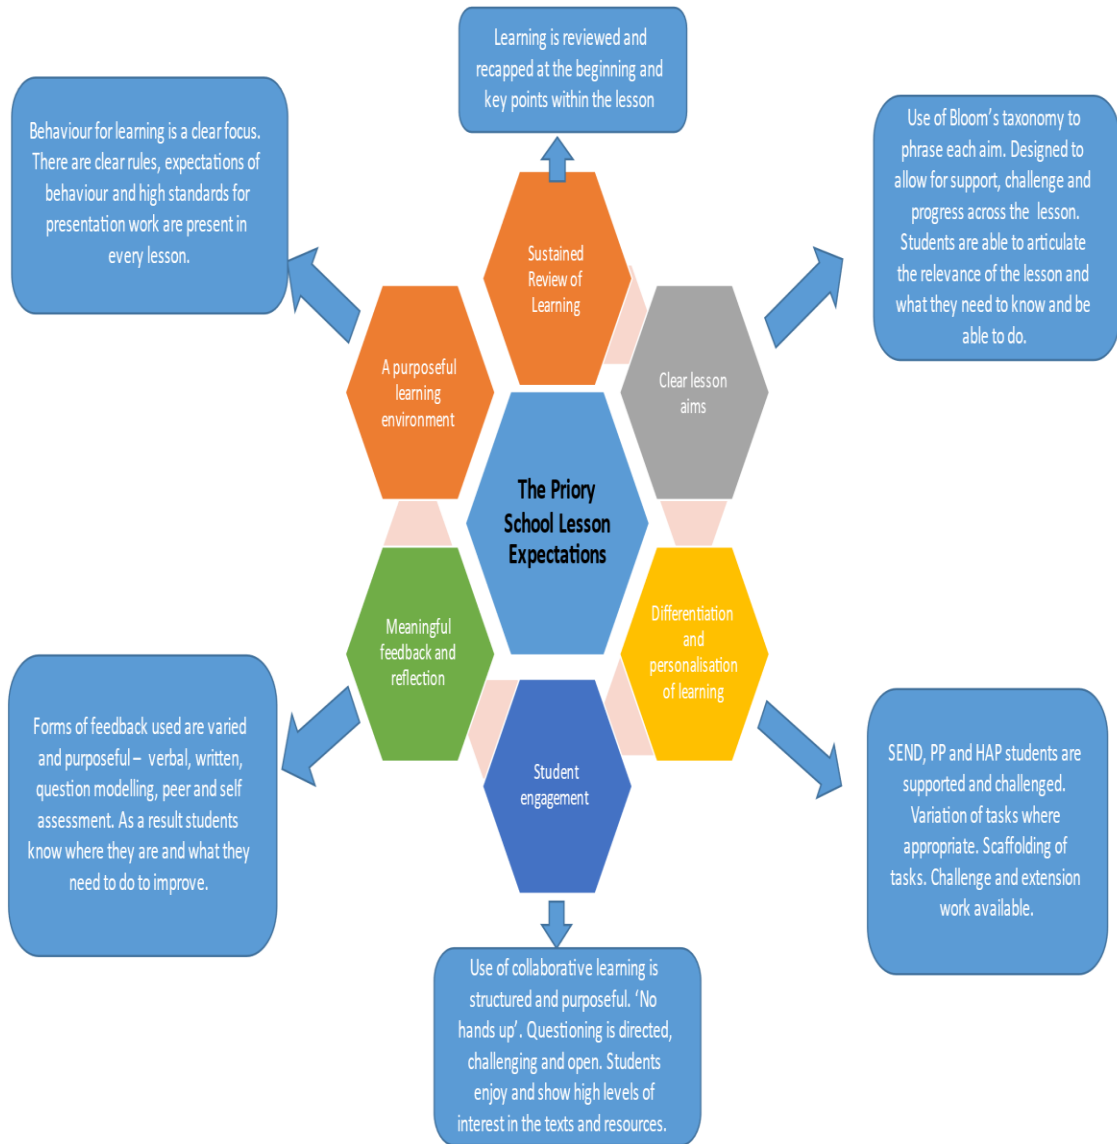 Learning is reviewed and
recapped at the beginning and
key points within the lesson
Behaviour for learning is a clear focus.
There are clear rules, expectations of
behaviour and high standards for
presentation work are present in
every lesson.
Use of Bloom's taxonomy to
phrase each aim. Designed to
allow for support, challenge and
progress across the lesson.
Students are able to articulate
the relevance of the lesson and
what they need to know and be
able to do.
Sustained
Review of
Learning
A purposeful
learning
environment
Clear lesson
aims
The Priory
School Lesson
Expectations
Meaningful
feedback and
reflection
Differentiation
and
personalisation
of learning
Student
engagement
Forms of feedback used are varied
and purposeful – verbal, written,
question modelling, peer and self
assessment. As a result students
know where they are and what they
need to do to improve.
SEND, PP and HAP students are
supported and challenged.
Variation of tasks where
appropriate. Scaffolding of
tasks. Challenge and extension
work available.
Use of collaborative learning is
structured and purposeful. 'No
hands up'. Questioning is directed,
challenging and open. Students
enjoy and show high levels of
interest in the texts and resources.